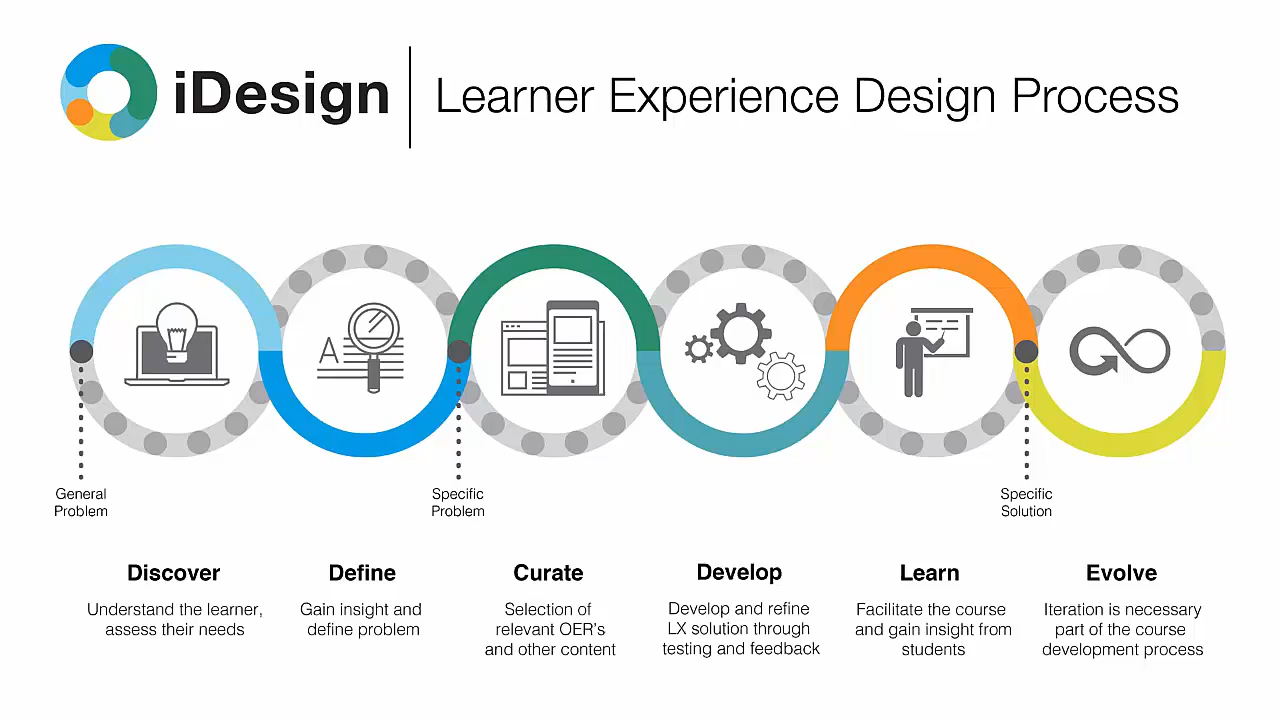 iDesign
Learner Experience Design Process
A
General
Problem
Specific
Problem
Specific
Solution
Discover
Understand the learner,
assess their needs
Define
Gain insight and
define problem
Curate
Selection of
relevant OER's
and other content
Develop
Develop and refine
LX solution through
testing and feedback
Learn
Facilitate the course
and gain insight from
students
Evolve
Iteration is necessary
part of the course
development process